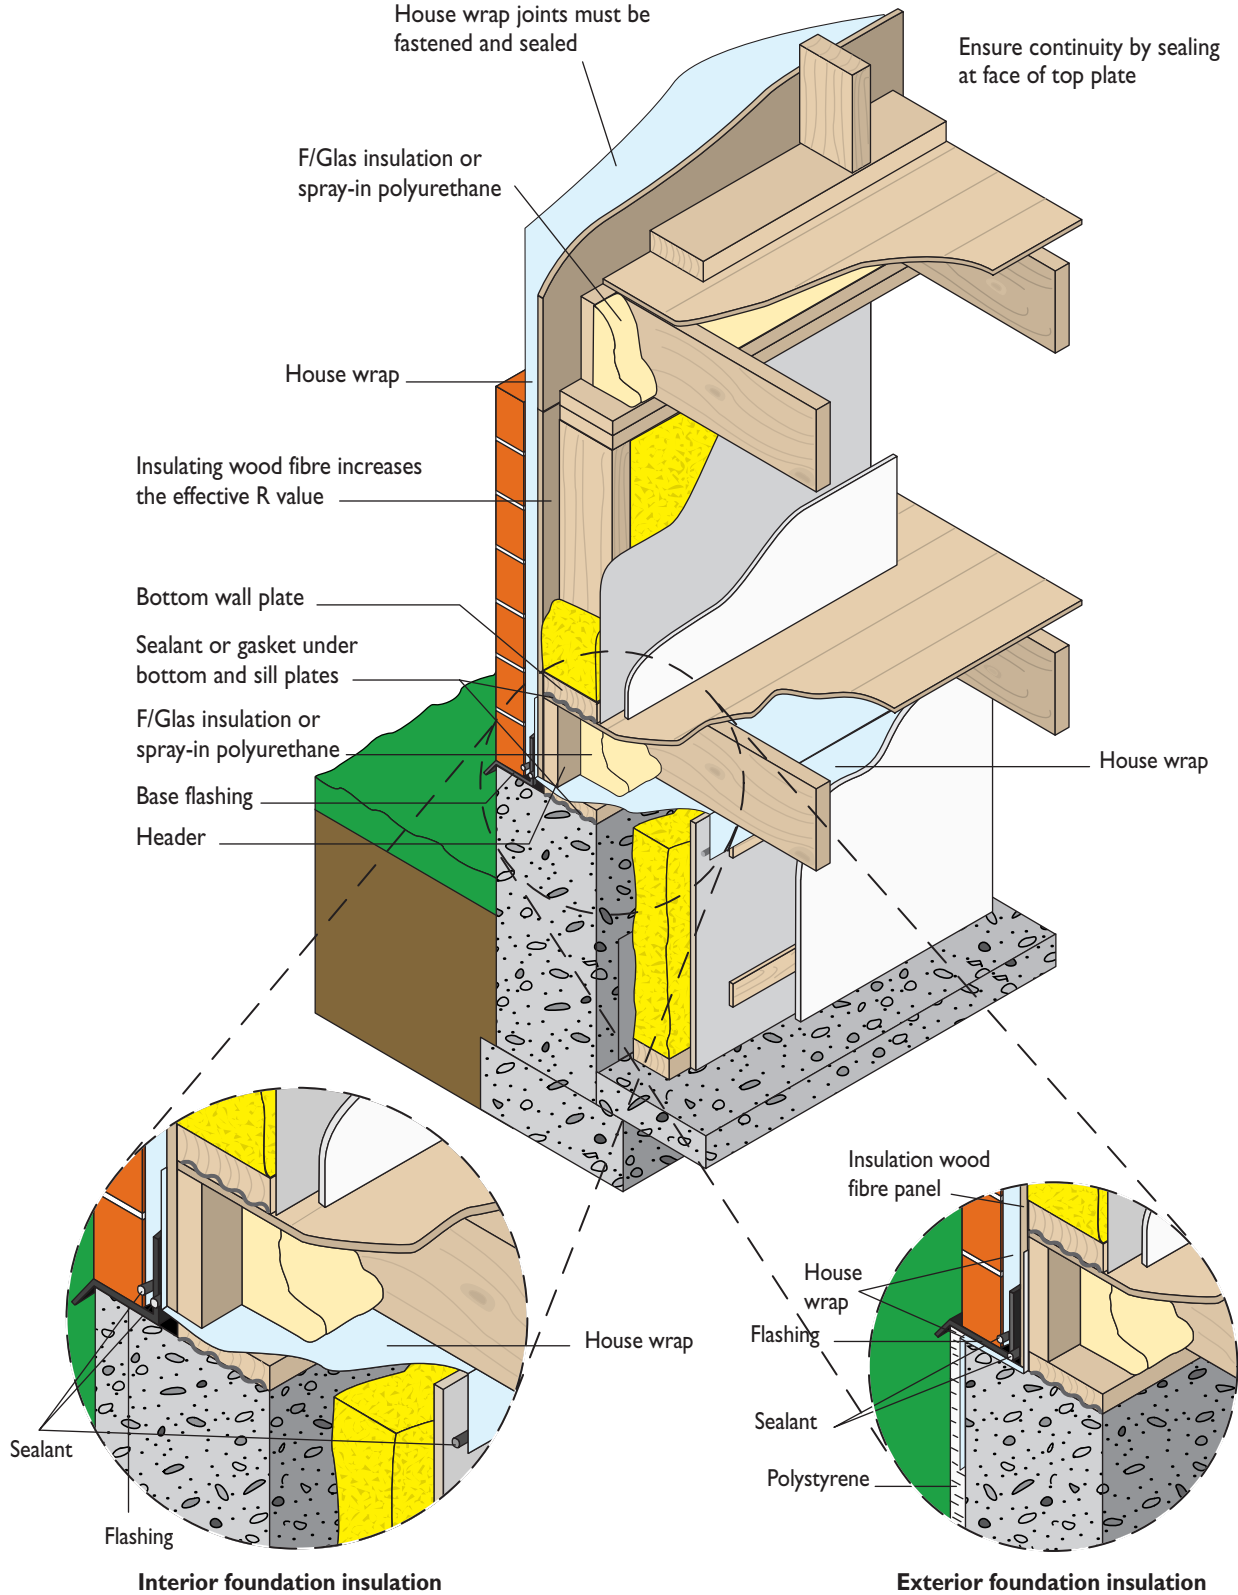 House wrap joints must be
fastened and sealed
Ensure continuity by sealing
at face of top plate
F/Glas insulation or
spray-in polyurethane
House wrap
Insulating wood fibre increases
the effective R value
Bottom wall plate
Sealant or gasket under
bottom and sill plates
F/Glas insulation or
spray-in polyurethane
House wrap
Base flashing
Header
Insulation wood
fibre panel
House
wrap
Flashing
House wrap
Sealant
Sealant
Polystyrene
Flashing
Interior foundation insulation
Exterior foundation insulation